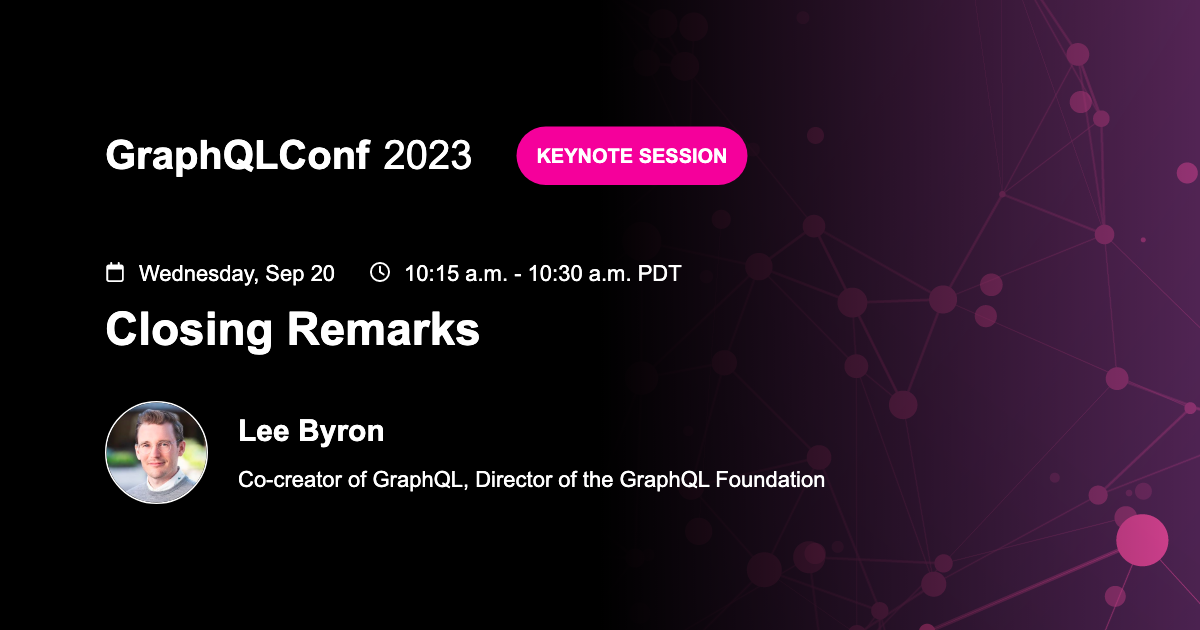 GraphQLConf 2023 KEYNOTE SESSION
Wednesday, Sep 20 10:15 a.m. - 10:30 a.m. PDT
Closing Remarks
Lee Byron
Co-creator of GraphQL, Director of the GraphQL Foundation